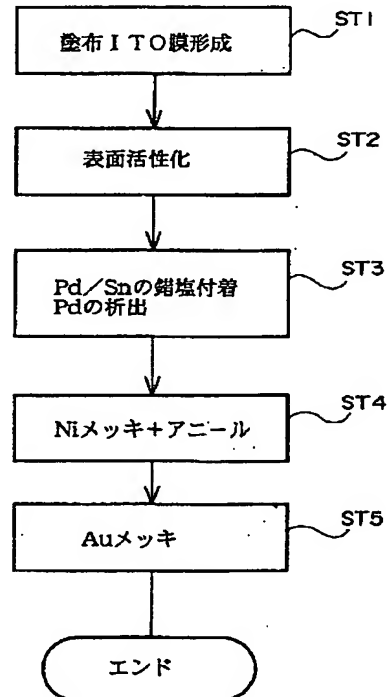 塗布ITO膜形成
ST1
表面活性化
ST2
Pd/Snの錯塩付着
Pdの析出
ST3
Niメッキ+アニール
ST4
Auメッキ
ST5
エンド